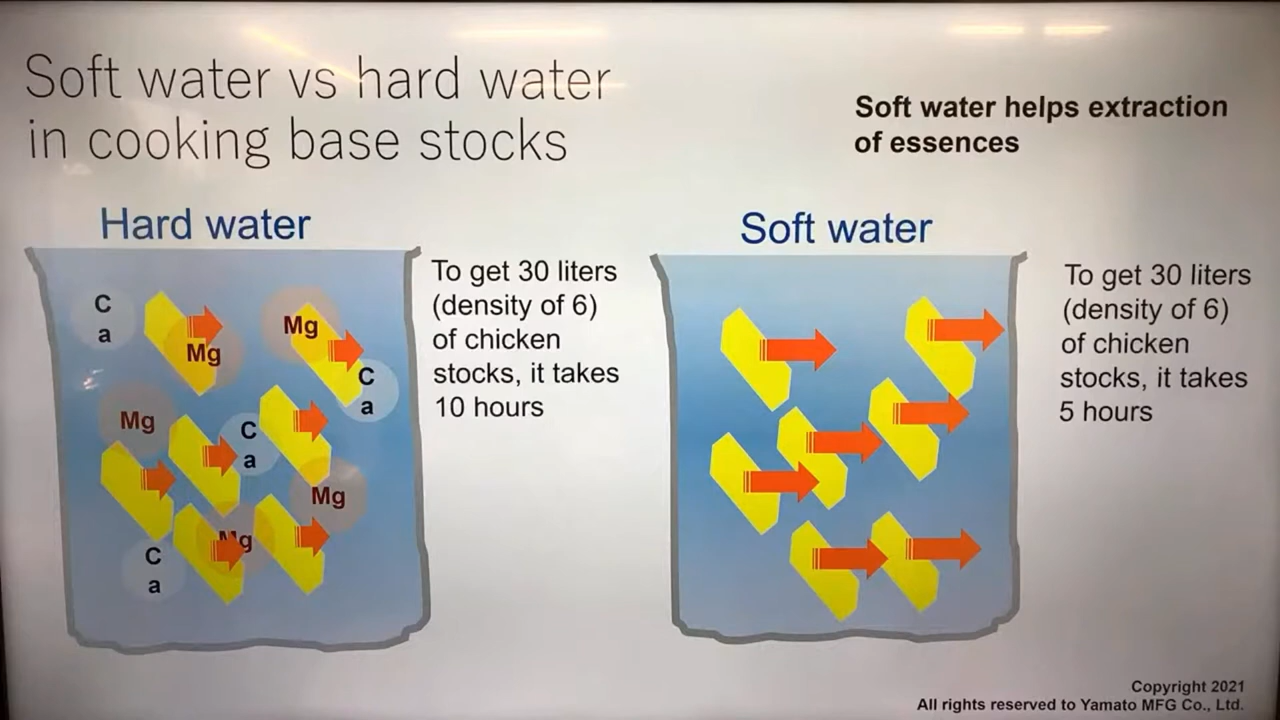 Soft water vs hard water
in cooking base stocks
Soft water helps extraction
of essences
Hard water
C
a
Mg
Mg
C
a
Mg
C
a
Mg
C
a
Mg
To get 30 liters
(density of 6)
of chicken
stocks, it takes
10 hours
Soft water
To get 30 liters
(density of 6)
of chicken
stocks, it takes
5 hours
Copyright 2021
All rights reserved to Yamato MFG Co., Ltd.